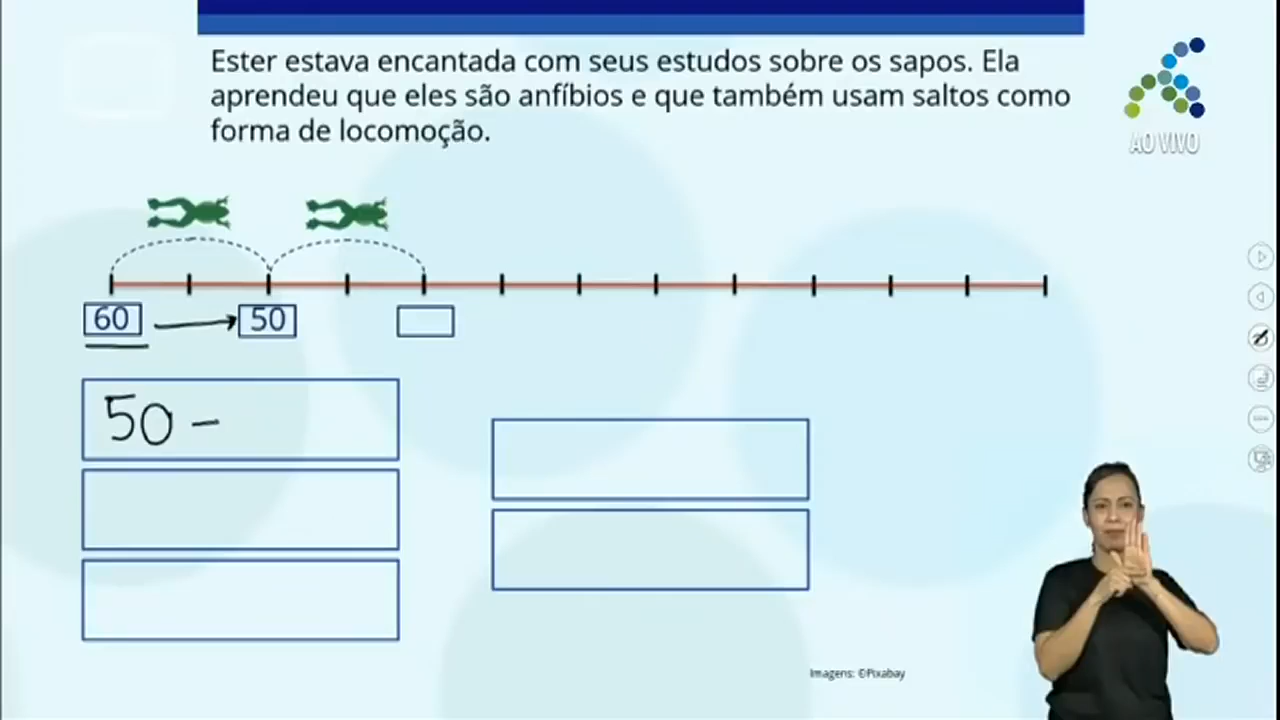 Ester estava encantada com seus estudos sobre os sapos. Ela
aprendeu que eles são anfíbios e que também usam saltos como
forma de locomoção.
AO VIVO
60
50
50 -
Imagens: ©Pixabay